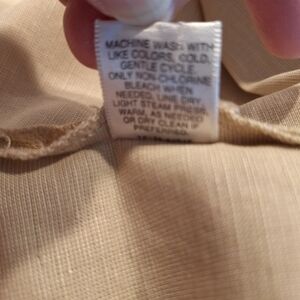 MACHINE WASH WITH
LIKE COLORS, COLD,
GENTLE CYCLE.
ONLY NON-CHLORINE
BLEACH WHEN
NEEDED. LINE DRY.
LIGHT STEAM PRESS
WARM, AS NEEDED
OR DRY CLEAN IF
PREFERRED.